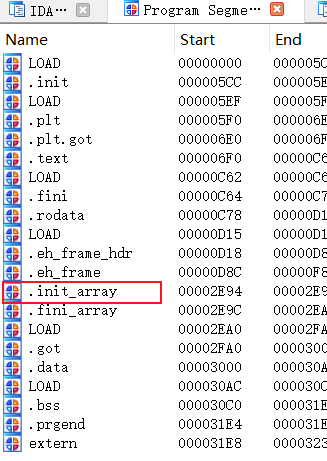 IDA···
Program Segme···
Name Start End
LOAD 00000000 000005C
.init 000005CC 000005E
LOAD 000005EF 000005F
.plt 000005F0 000006E
.plt.got 000006E0 000006F
.text 000006F0 00000C6
LOAD 00000C62 00000C6
.fini 00000C64 00000C7
.rodata 00000C78 00000D1
LOAD 00000D15 00000D1
.eh_frame_hdr 00000D18 00000D8
.eh_frame 00000D8C 00000F8
.init_array 00002E94 00002E9
.fini_array 00002E9C 00002EA
LOAD 00002EA0 00002FA
.got 00002FA0 0000300
.data 00003000 000030A
LOAD 000030AC 000030C
.bss 000030C0 000031E
.prgend 000031E4 000031E
extern 000031E8 0000323